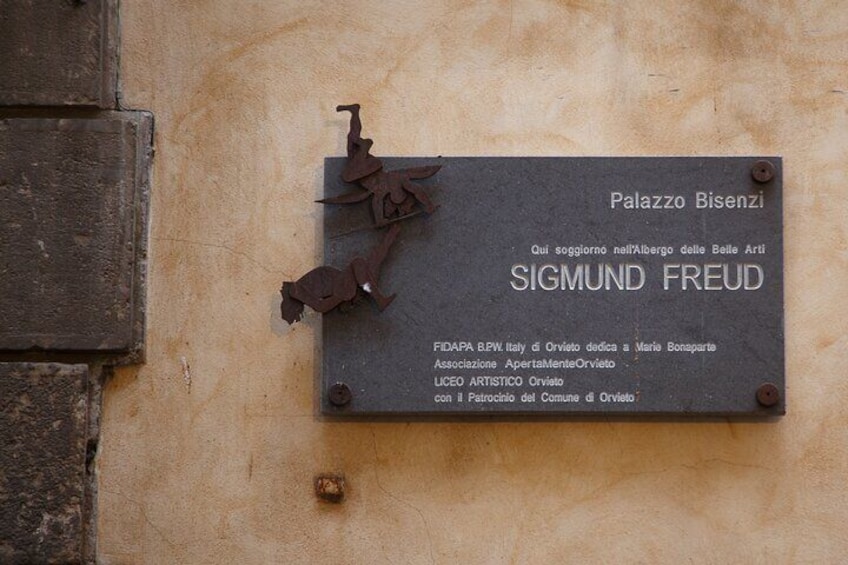 Palazzo Bisenzi
Qui soggiornò nell'Albergo delle Belle Arti
SIGMUND FREUD
FIDAPA B.P.W. Italy di Orvieto dedica a Marie Bonaparte
Associazione ApertaMenteOrvieto
LICEO ARTISTICO Orvieto
con il Patrocinio del Comune di Orvieto